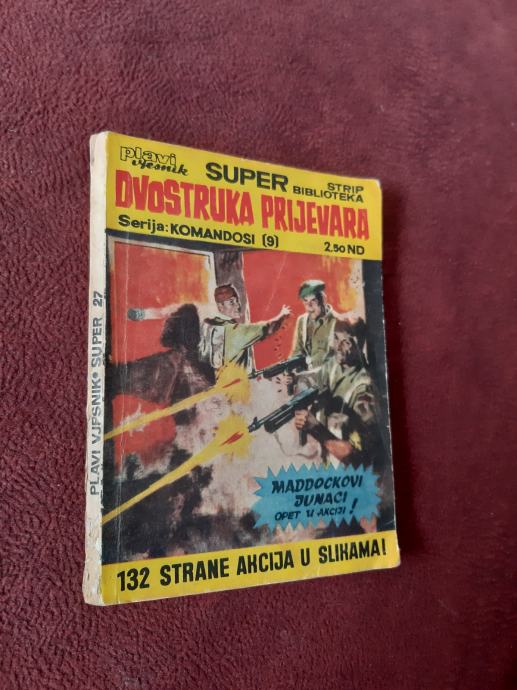 plavi
vjesnik
SUPER
STRIP
BIBLIOTEKA
DVOSTRUKA PRIJEVARA
Serija: KOMANDOSI (9)
2.50 ND
PLAVI VJPSNIK • SUPER 27
MADDOCKOVI
JUNACI
OPET U AKCIJI!
132 STRANE AKCIJA U SLIKAMA!